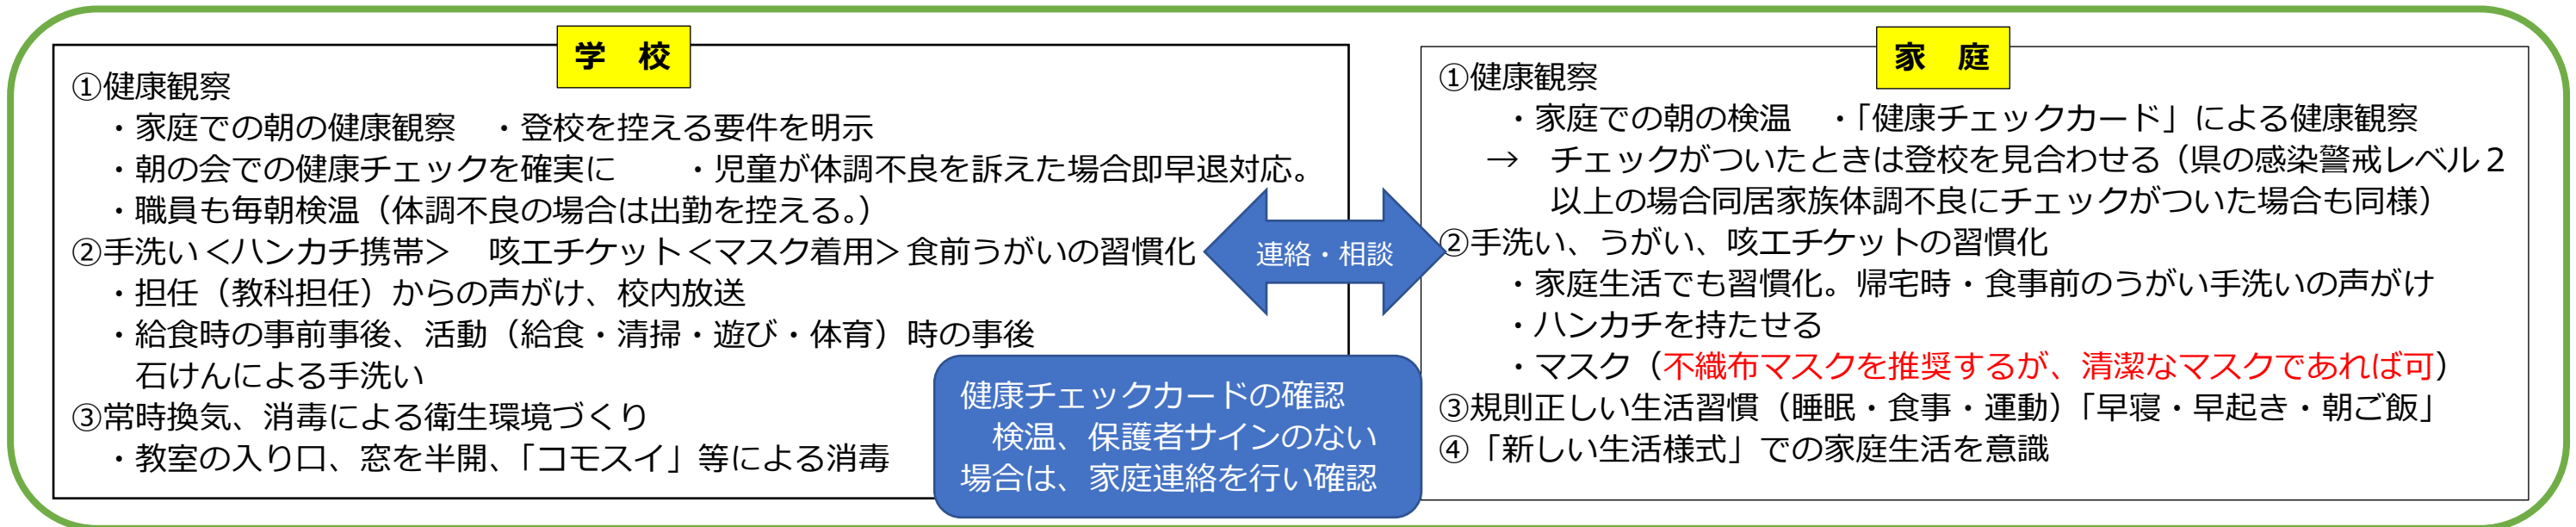 学　校
①健康観察
・家庭での朝の健康観察　・登校を控える要件を明示
・朝の会での健康チェックを確実に　　・児童が体調不良を訴えた場合即早退対応。
・職員も毎朝検温（体調不良の場合は出勤を控える。）
②手洗い＜ハンカチ携帯＞　咳エチケット＜マスク着用＞食前うがいの習慣化
・担任（教科担任）からの声がけ、校内放送
・給食時の事前事後、活動（給食・清掃・遊び・体育）時の事後
石けんによる手洗い
③常時換気、消毒による衛生環境づくり
・教室の入り口、窓を半開、「コモスイ」等による消毒
連絡・相談
健康チェックカードの確認
検温、保護者サインのない
場合は、家庭連絡を行い確認
家　庭
①健康観察
・家庭での朝の検温　・「健康チェックカード」による健康観察
→　チェックがついたときは登校を見合わせる（県の感染警戒レベル２
以上の場合同居家族体調不良にチェックがついた場合も同様）
②手洗い、うがい、咳エチケットの習慣化
・家庭生活でも習慣化。帰宅時・食事前のうがい手洗いの声がけ
・ハンカチを持たせる
・マスク（不織布マスクを推奨するが、清潔なマスクであれば可）
③規則正しい生活習慣（睡眠・食事・運動）「早寝・早起き・朝ご飯」
④「新しい生活様式」での家庭生活を意識